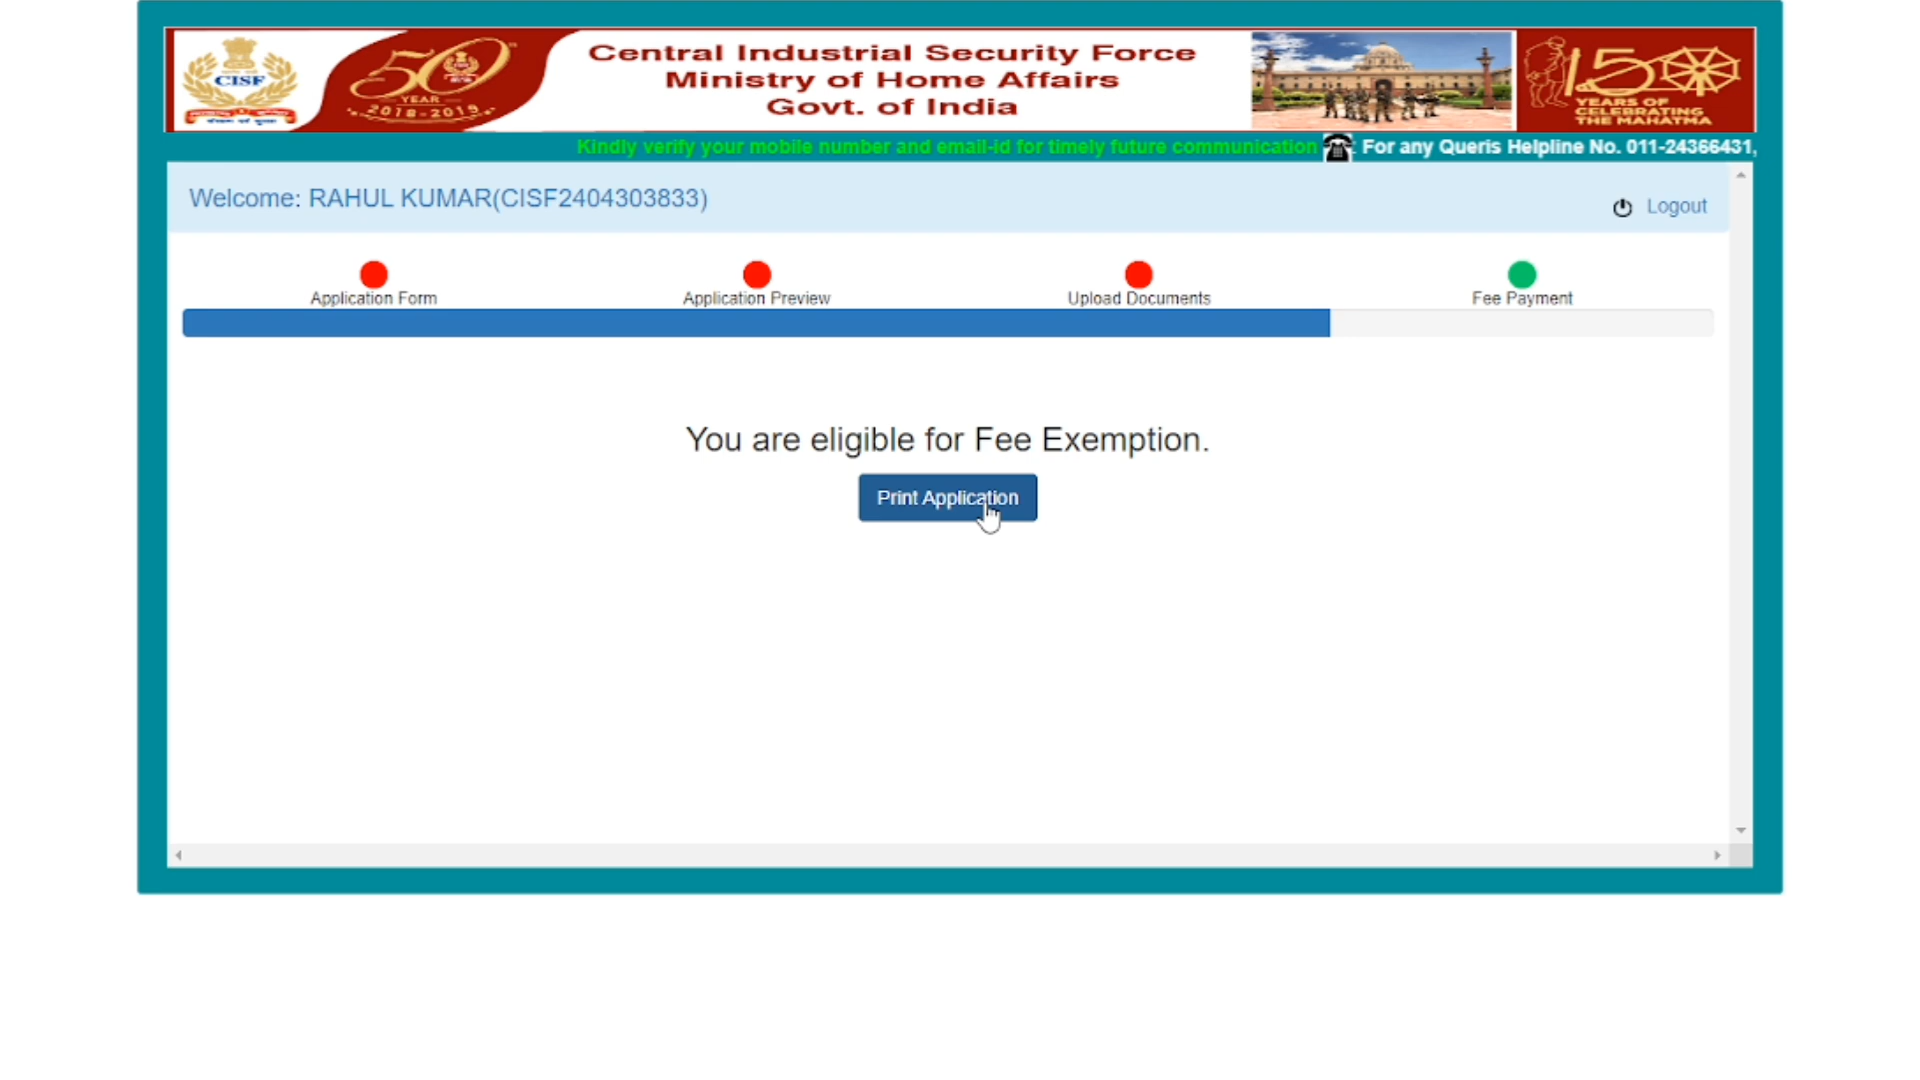 CISF
50
YEAR
2018-2019
Central Industrial Security Force
Ministry of Home Affairs
Govt. of India
150
YEARS OF
CELEBRATING
THE MAHATMA
Kindly verify your mobile number and email-id for timely future communication For any Queris Helpline No. 011-24366431,
Welcome: RAHUL KUMAR(CISF2404303833)
Logout
Application Form
Application Preview
Upload Documents
Fee Payment
You are eligible for Fee Exemption.
Print Application